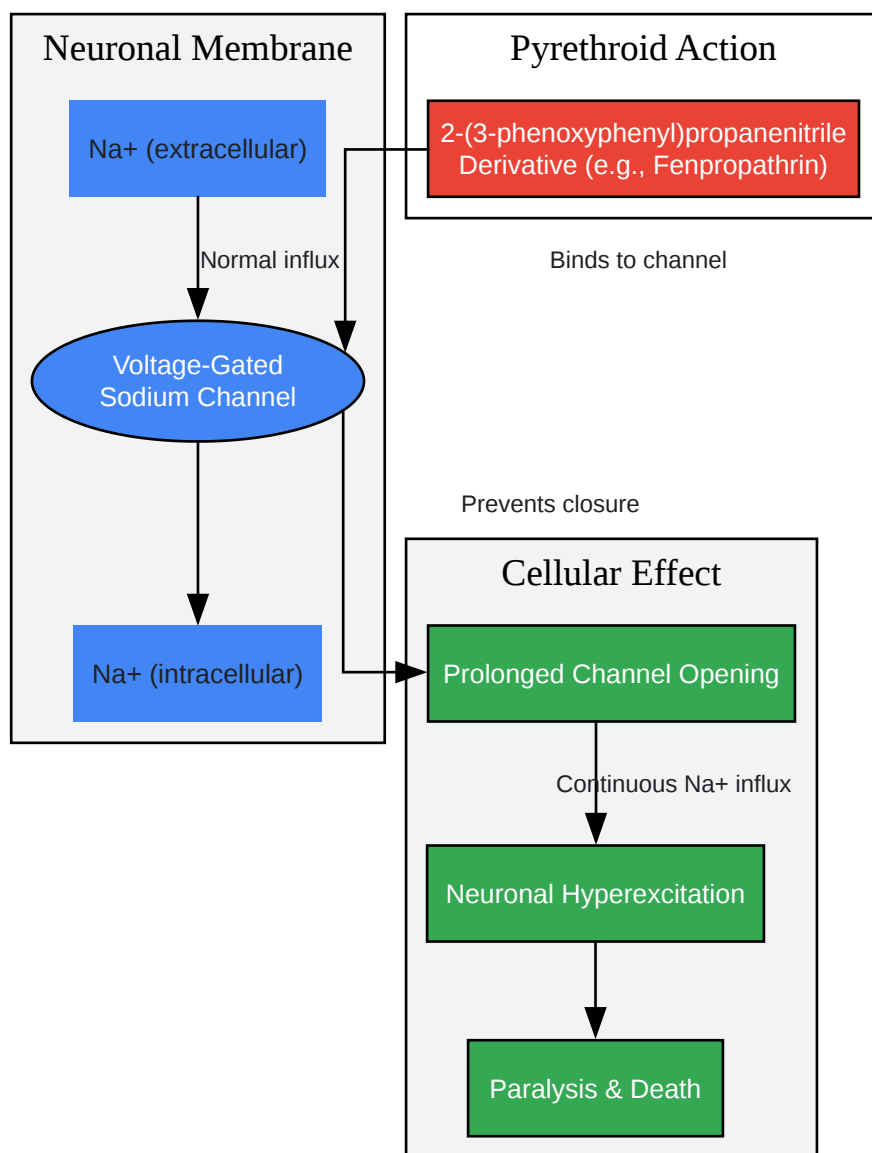 Neuronal Membrane
Pyrethroid Action
Na+ (extracellular)
2-(3-phenoxyphenyl)propanenitrile
Derivative (e.g., Fenpropathrin)
Normal influx
Binds to channel
Voltage-Gated
Sodium Channel
Prevents closure
Cellular Effect
Na+ (intracellular)
Prolonged Channel Opening
Continuous Na+ influx
Neuronal Hyperexcitation
Paralysis & Death